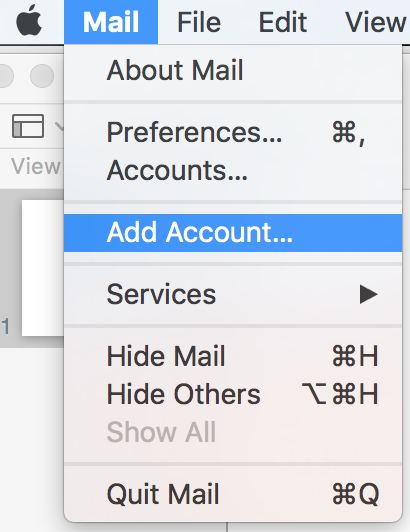 Mail File Edit View
About Mail
Preferences... ⌘,
Accounts...
View
Add Account...
Services ▶
1
Hide Mail ⌘H
Hide Others ⌥⌘H
Show All
Quit Mail ⌘Q